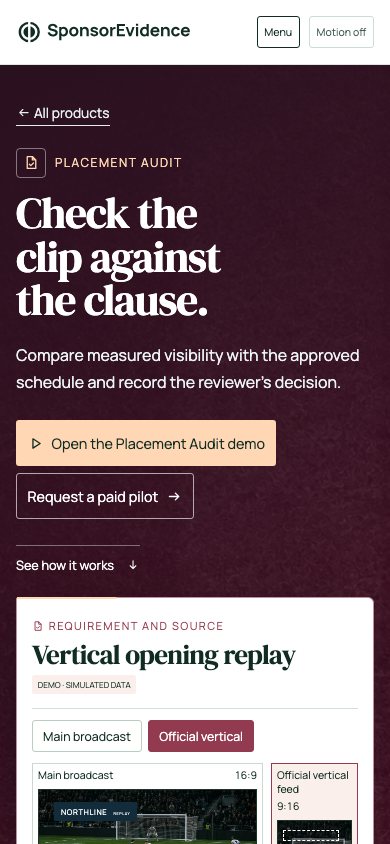 SponsorEvidence
Menu
Motion off
← All products
PLACEMENT AUDIT
Check the
clip against
the clause.
Compare measured visibility with the approved
schedule and record the reviewer's decision.
Open the Placement Audit demo
Request a paid pilot →
See how it works ↓
REQUIREMENT AND SOURCE
Vertical opening replay
DEMO · SIMULATED DATA
Main broadcast
Official vertical
Main broadcast 16:9
Official vertical
feed
9:16
NORTHLINE REPLAY